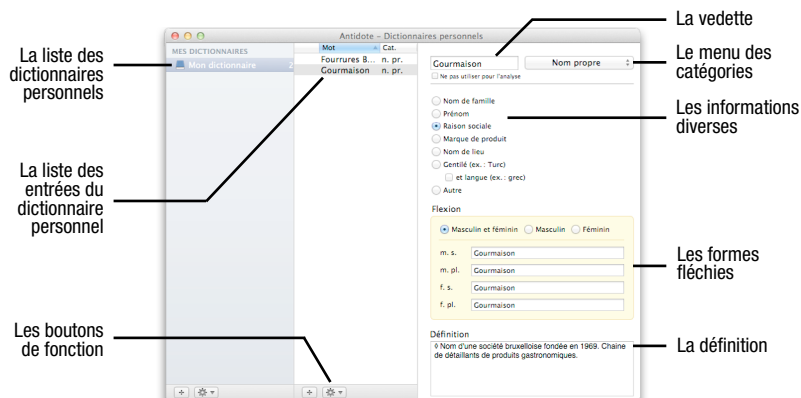 Antidote – Dictionnaires personnels
La vedette
Le menu des
catégories
Les informations
diverses
Les formes
fléchies
La définition
La liste des
dictionnaires
personnels
La liste des
entrées du
dictionnaire
personnel
Les boutons
de fonction
MES DICTIONNAIRES
Mon dictionnaire 2
Mot Cat.
Fourrures B... n. pr.
Gourmaison n. pr.
Gourmaison Nom propre
Ne pas utiliser pour l'analyse
Nom de famille
Prénom
Raison sociale
Marque de produit
Nom de lieu
Gentilé (ex. : Turc)
et langue (ex. : grec)
Autre
Flexion
Masculin et féminin Masculin Féminin
m. s. Gourmaison
m. pl. Gourmaison
f. s. Gourmaison
f. pl. Gourmaison
Définition
◊ Nom d'une société bruxelloise fondée en 1969. Chaine
de détaillants de produits gastronomiques.